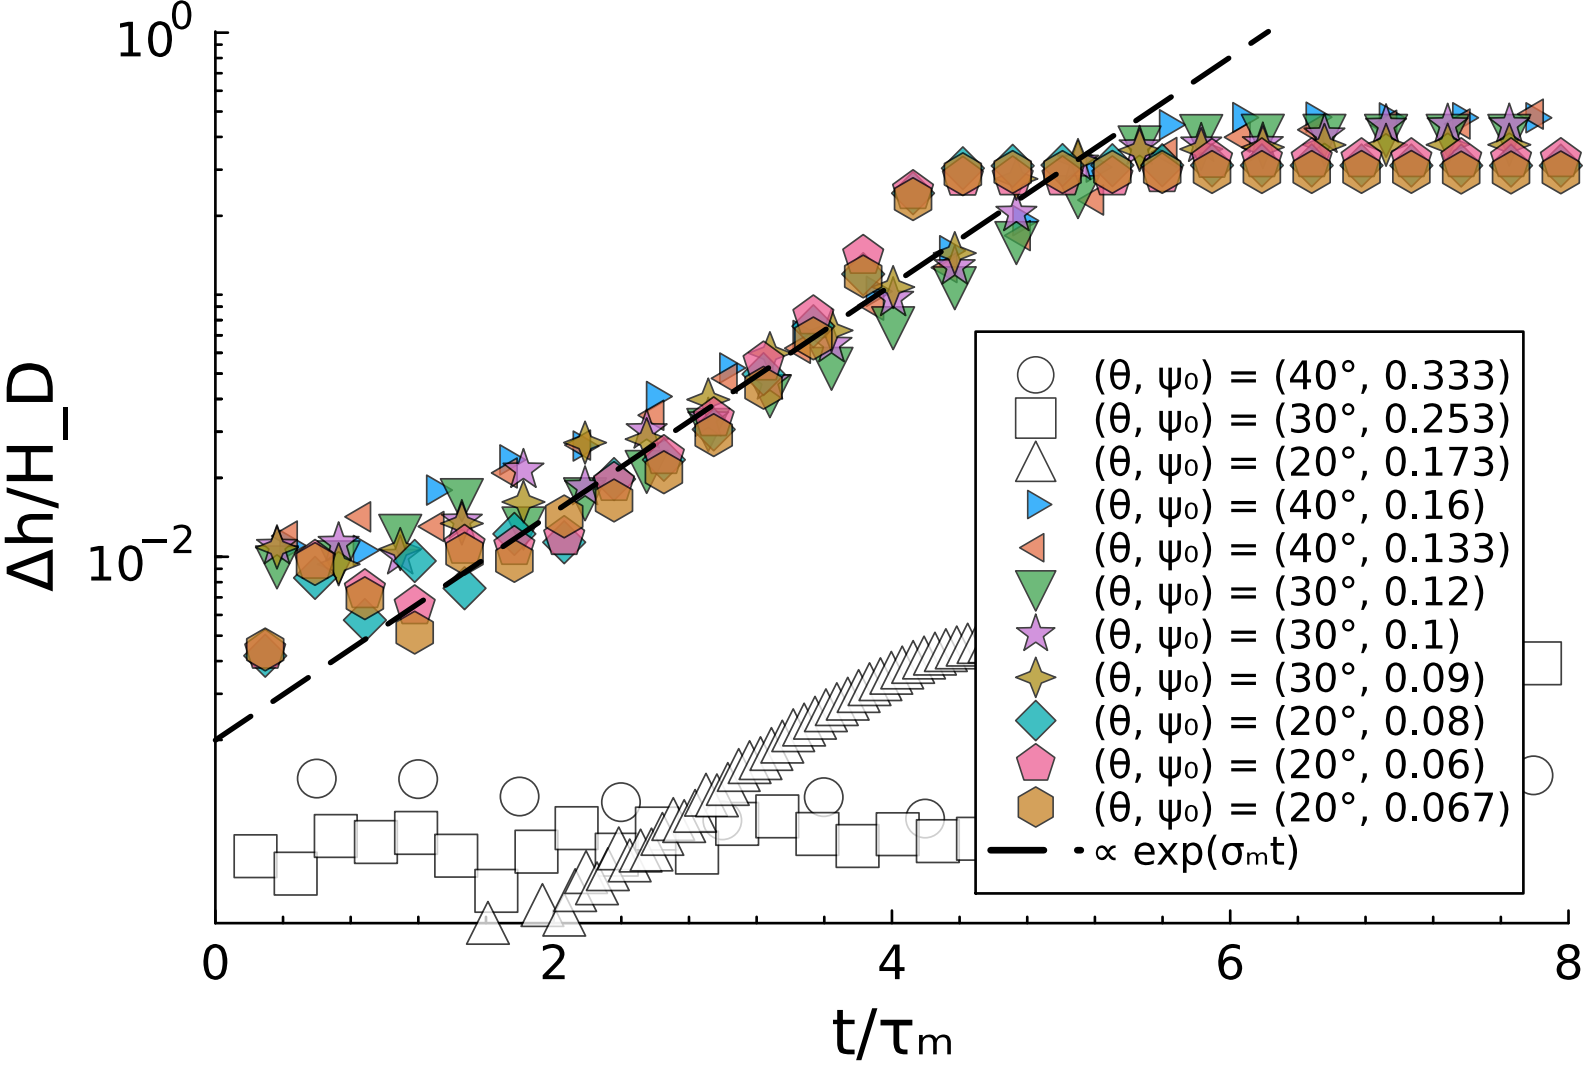 10⁰
10⁻²
Δh/H_D
0 2 4 6 8
t/τₘ
(θ, ψ₀) = (40°, 0.333)
(θ, ψ₀) = (30°, 0.253)
(θ, ψ₀) = (20°, 0.173)
(θ, ψ₀) = (40°, 0.16)
(θ, ψ₀) = (40°, 0.133)
(θ, ψ₀) = (30°, 0.12)
(θ, ψ₀) = (30°, 0.1)
(θ, ψ₀) = (30°, 0.09)
(θ, ψ₀) = (20°, 0.08)
(θ, ψ₀) = (20°, 0.06)
(θ, ψ₀) = (20°, 0.067)
∝ exp(σₘt)